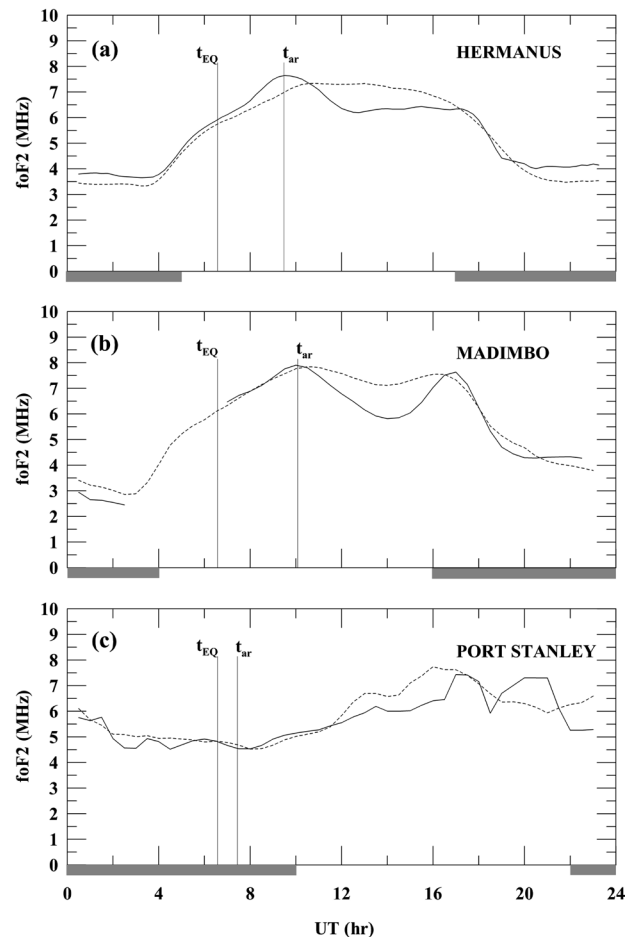 10
(a)
HERMANUS
9
tEQ
tar
8
7
6
5
4
3
2
1
0
foF2 (MHz)
10
(b)
MADIMBO
9
tEQ
tar
8
7
6
5
4
3
2
1
0
foF2 (MHz)
10
(c)
PORT STANLEY
9
tEQ
tar
8
7
6
5
4
3
2
1
0
foF2 (MHz)
0 4 8 12 16 20 24
UT (hr)